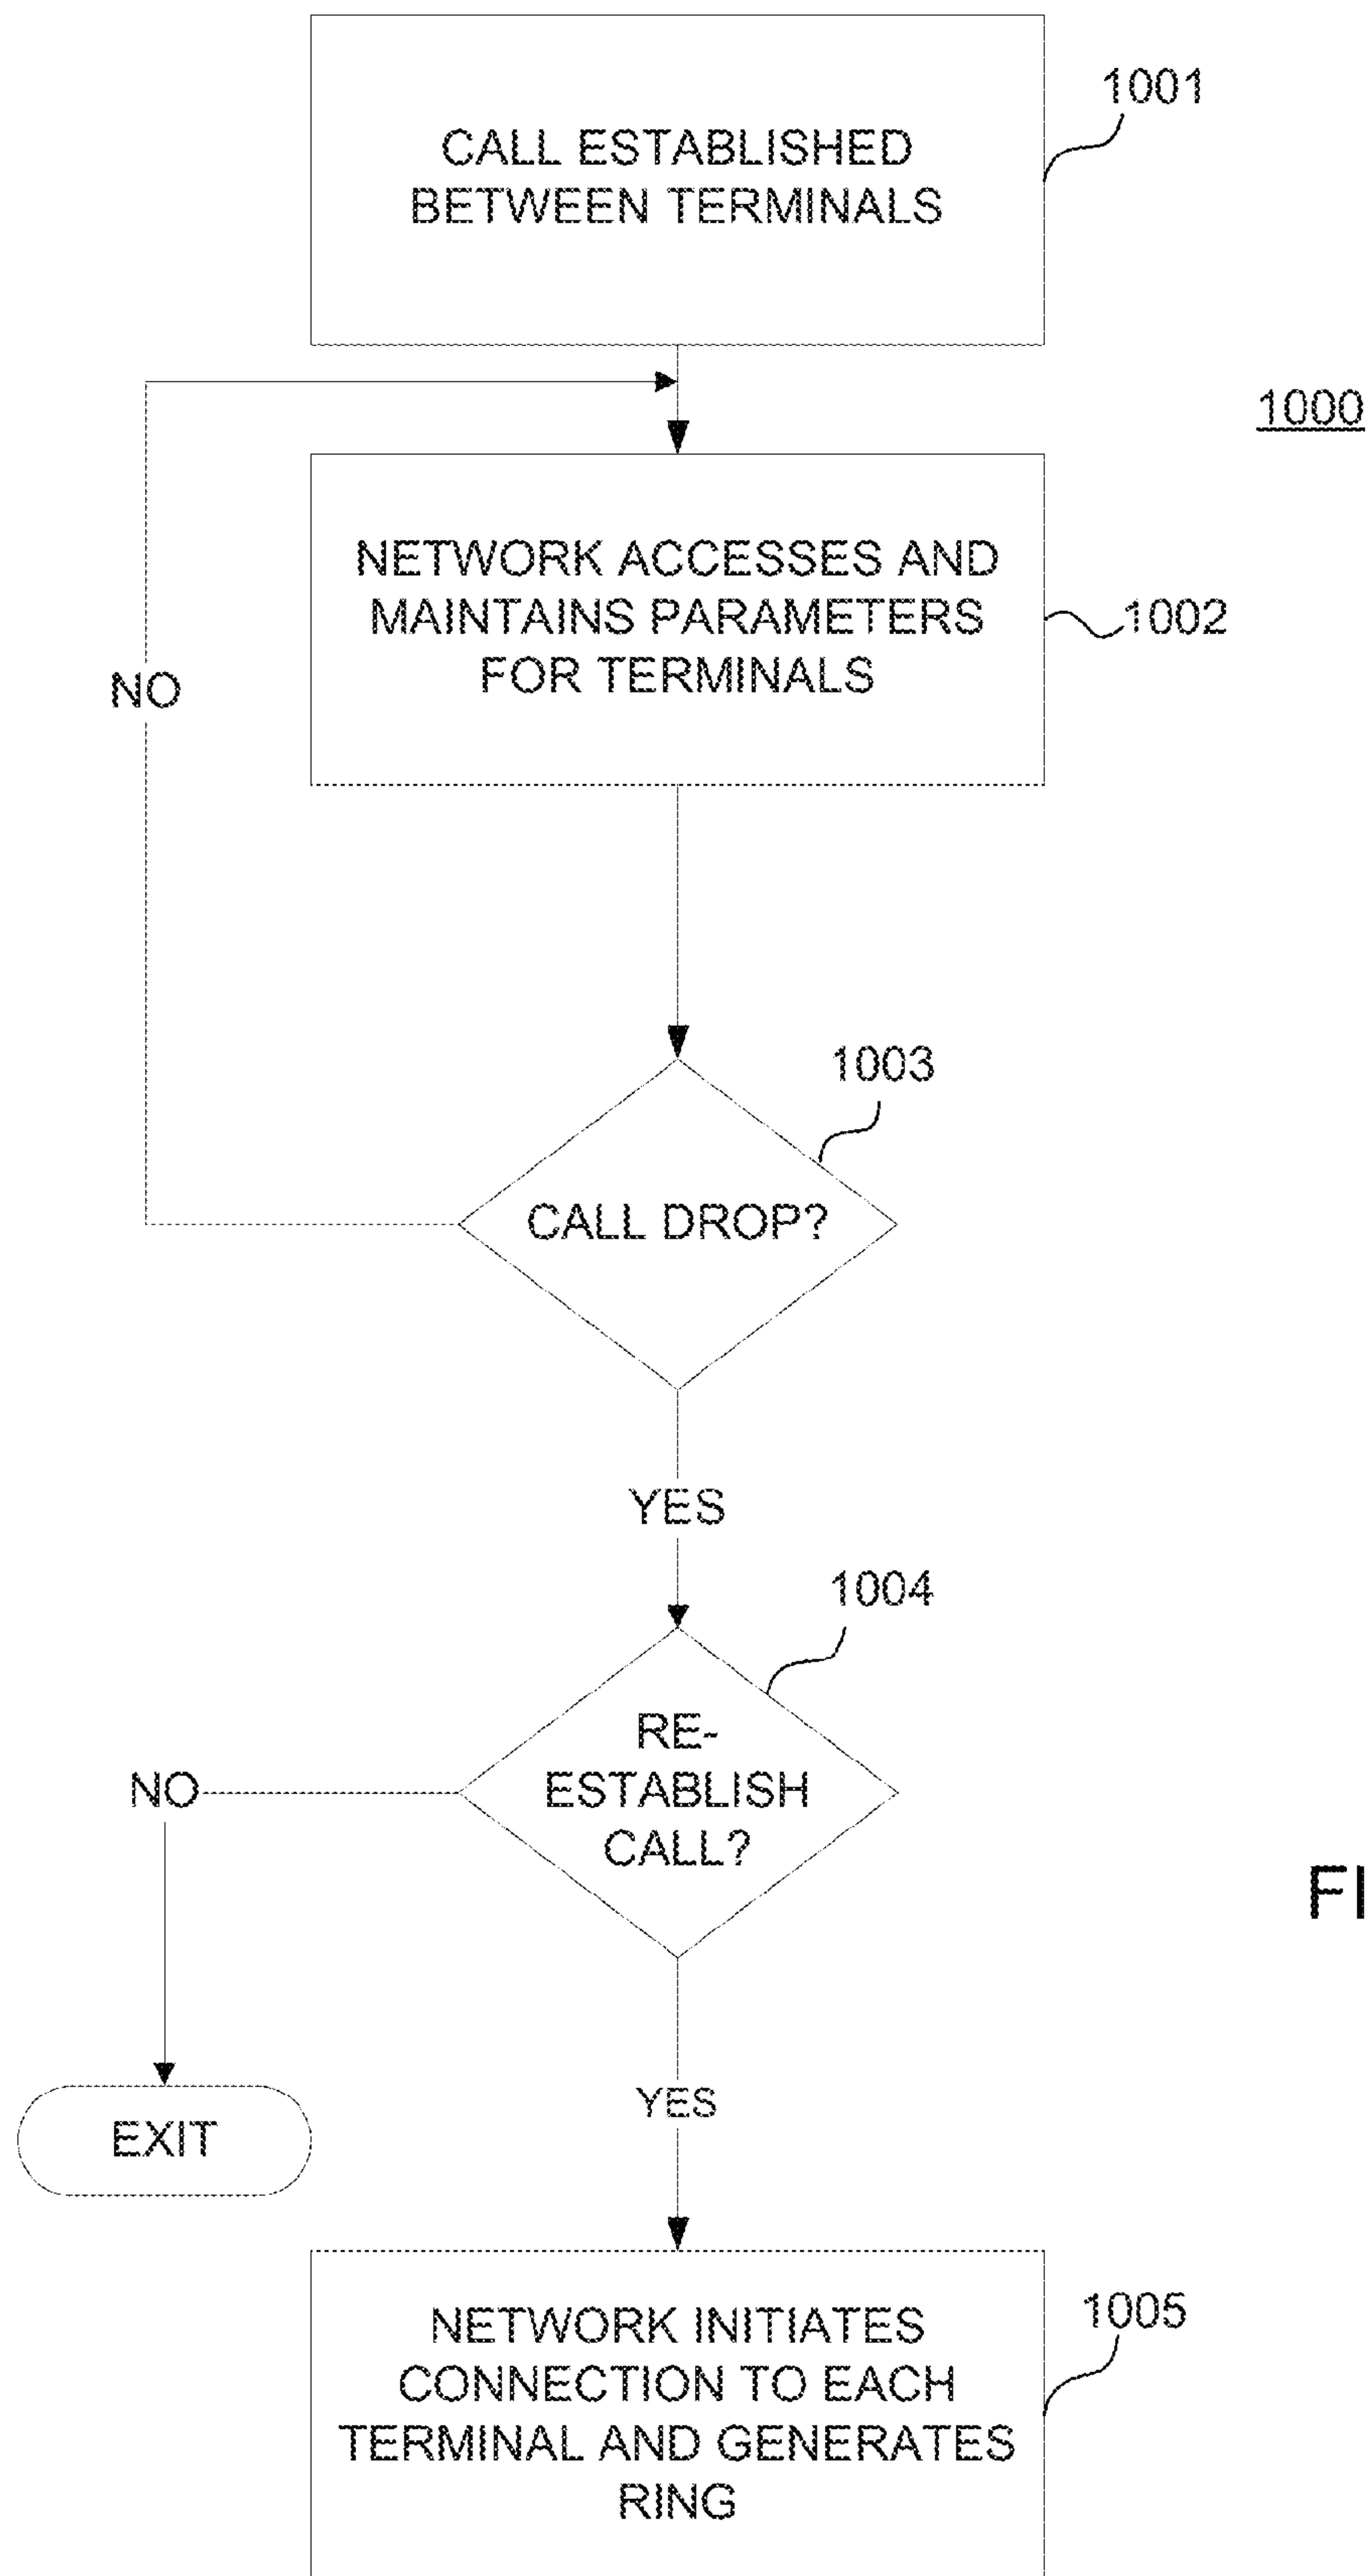 CALL ESTABLISHED
BETWEEN TERMINALS
1001
1000
NETWORK ACCESSES AND
MAINTAINS PARAMETERS
FOR TERMINALS
1002
NO
1003
CALL DROP?
YES
1004
RE-
ESTABLISH
CALL?
NO
FI
YES
EXIT
1005
NETWORK INITIATES
CONNECTION TO EACH
TERMINAL AND GENERATES
RING